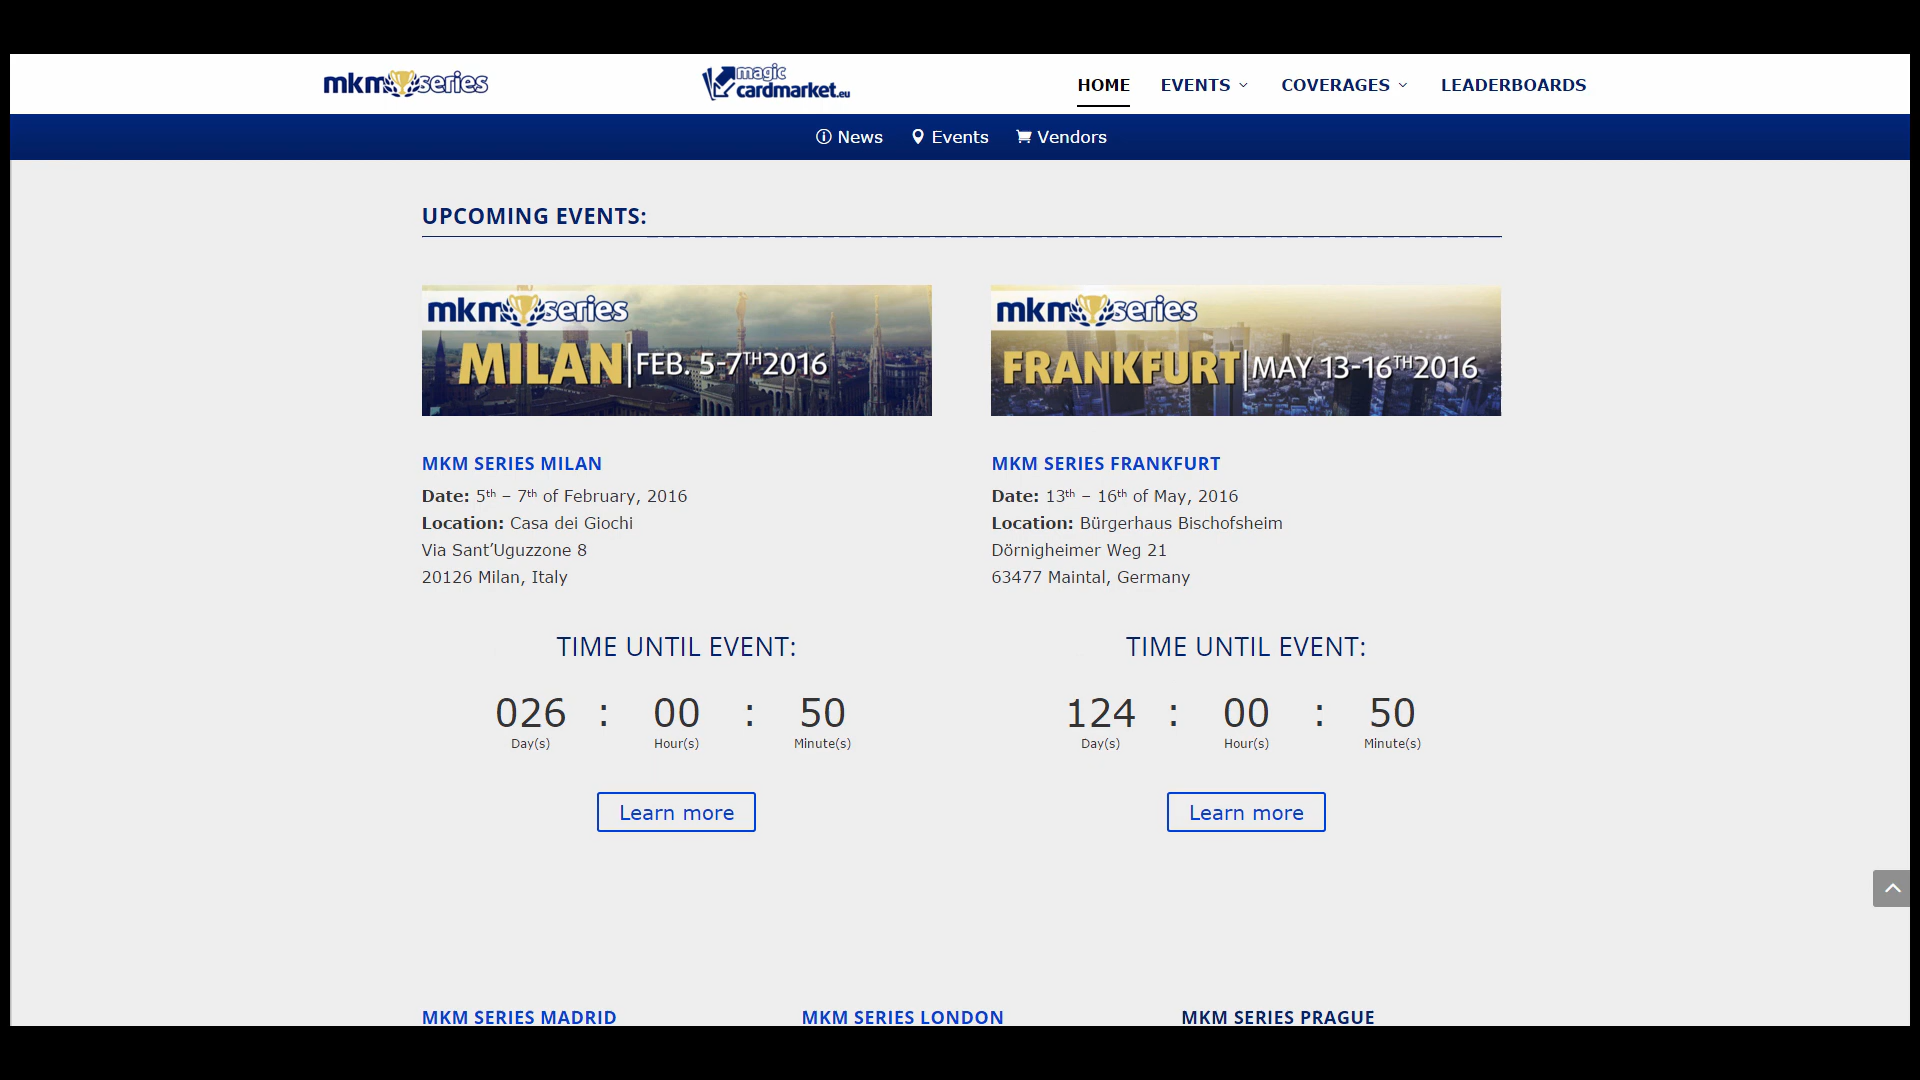 mkm series
magic
cardmarket.eu
HOME
EVENTS
COVERAGES
LEADERBOARDS
News
Events
Vendors
UPCOMING EVENTS:
mkm series
MILAN|FEB. 5-7TH2016
mkm series
FRANKFURT|MAY 13-16TH2016
MKM SERIES MILAN
Date: 5th – 7th of February, 2016
Location: Casa dei Giochi
Via Sant’Uguzzone 8
20126 Milan, Italy
MKM SERIES FRANKFURT
Date: 13th – 16th of May, 2016
Location: Bürgerhaus Bischofsheim
Dörnigheimer Weg 21
63477 Maintal, Germany
TIME UNTIL EVENT:
026 : 00 : 50
Day(s) Hour(s) Minute(s)
Learn more
TIME UNTIL EVENT:
124 : 00 : 50
Day(s) Hour(s) Minute(s)
Learn more
MKM SERIES MADRID
MKM SERIES LONDON
MKM SERIES PRAGUE